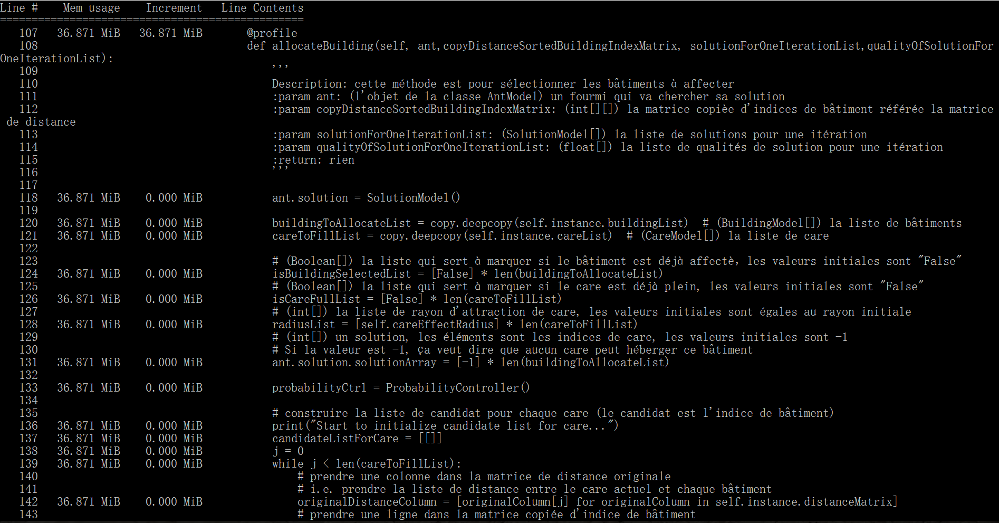 Line #    Mem usage    Increment   Line Contents
================================================
   107   36.871 MiB   36.871 MiB       @profile
   108                                 def allocateBuilding(self, ant,copyDistanceSortedBuildingIndexMatrix, solutionForOneIterationList,qualityOfSolutionFor
OneIterationList):
   109                                     '''
   110                                     Description: cette méthode est pour sélectionner les bâtiments à affecter
   111                                     :param ant: (l'objet de la classe AntModel) un fourmi qui va chercher sa solution
   112                                     :param copyDistanceSortedBuildingIndexMatrix: (int[][]) la matrice copièe d'indices de bâtiment référée la matrice
 de distance
   113                                     :param solutionForOneIterationList: (SolutionModel[]) la liste de solutions pour une itération
   114                                     :param qualityOfSolutionForOneIterationList: (float[]) la liste de qualités de solution pour une itération
   115                                     :return: rien
   116                                     '''
   117
   118   36.871 MiB    0.000 MiB           ant.solution = SolutionModel()
   119
   120   36.871 MiB    0.000 MiB           buildingToAllocateList = copy.deepcopy(self.instance.buildingList)  # (BuildingModel[]) la liste de bâtiments
   121   36.871 MiB    0.000 MiB           careToFillList = copy.deepcopy(self.instance.careList)  # (CareModel[]) la liste de care
   122
   123                                     # (Boolean[]) la liste qui sert à marquer si le bâtiment est déjà affectè, les valeurs initiales sont "False"
   124   36.871 MiB    0.000 MiB           isBuildingSelectedList = [False] * len(buildingToAllocateList)
   125                                     # (Boolean[]) la liste qui sert à marquer si le care est déjà plein, les valeurs initiales sont "False"
   126   36.871 MiB    0.000 MiB           isCareFullList = [False] * len(careToFillList)
   127                                     # (int[]) la liste de rayon d'attraction de care, les valeurs initiales sont égales au rayon initiale
   128   36.871 MiB    0.000 MiB           radiusList = [self.careEffectRadius] * len(careToFillList)
   129                                     # (int[]) un solution, les éléments sont les indices de care, les valeurs initiales sont -1
   130                                     # Si la valeur est -1, ça veut dire que aucun care peut héberger ce bâtiment
   131   36.871 MiB    0.000 MiB           ant.solution.solutionArray = [-1] * len(buildingToAllocateList)
   132
   133   36.871 MiB    0.000 MiB           probabilityCtrl = ProbabilityController()
   134
   135                                     # construire la liste de candidat pour chaque care (le candidat est l'indice de bâtiment)
   136   36.871 MiB    0.000 MiB           print("Start to initialize candidate list for care...")
   137   36.871 MiB    0.000 MiB           candidateListForCare = [[]]
   138   36.871 MiB    0.000 MiB           j = 0
   139   36.871 MiB    0.000 MiB           while j < len(careToFillList):
   140                                         # prendre une colonne dans la matrice de distance originale
   141                                         # i.e. prendre la liste de distance entre le care actuel et chaque bâtiment
   142   36.871 MiB    0.000 MiB               originalDistanceColumn = [originalColumn[j] for originalColumn in self.instance.distanceMatrix]
   143                                         # prendre une ligne dans la matrice copiée d'indice de bâtiment